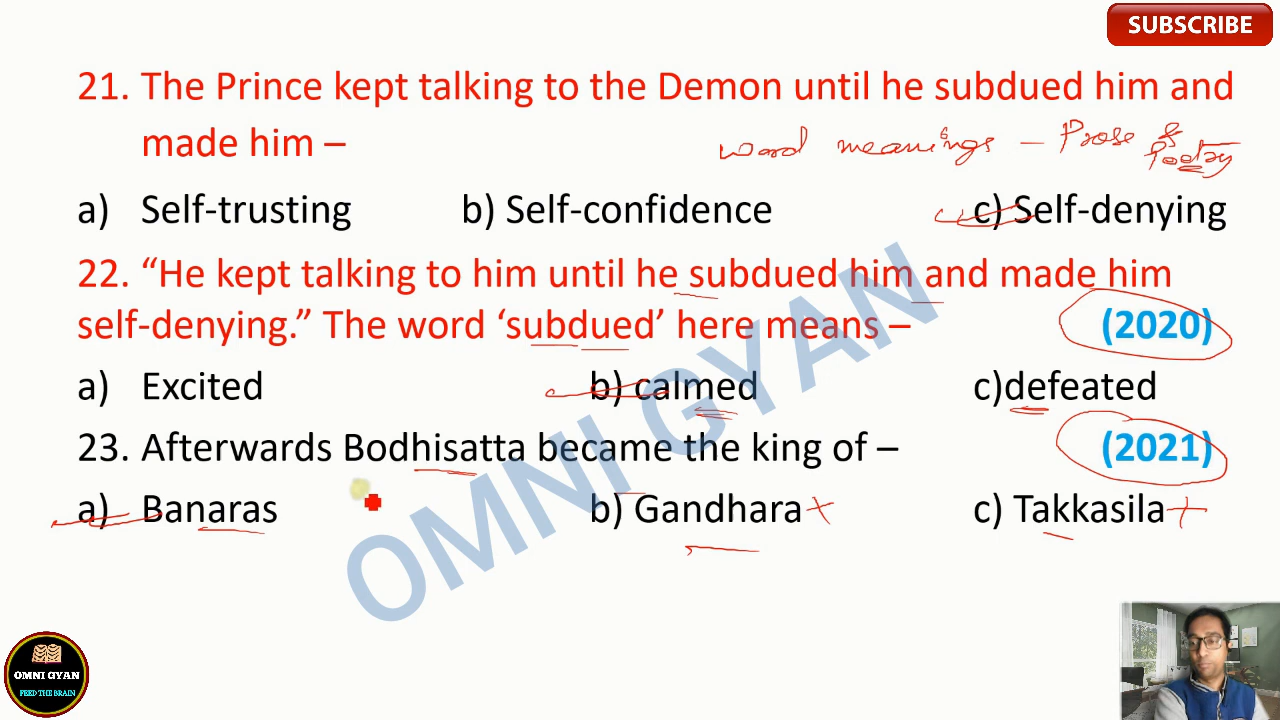 SUBSCRIBE
21. The Prince kept talking to the Demon until he subdued him and
made him –
word meanings – Prose &
Poetry
a) Self-trusting b) Self-confidence c) Self-denying
22. “He kept talking to him until he subdued him and made him
self-denying.” The word ‘subdued’ here means – (2020)
a) Excited b) calmed c)defeated
23. Afterwards Bodhisatta became the king of – (2021)
a) Banaras b) Gandhara c) Takkasila
OMNI GYAN
OMNI GYAN
FEED THE BRAIN